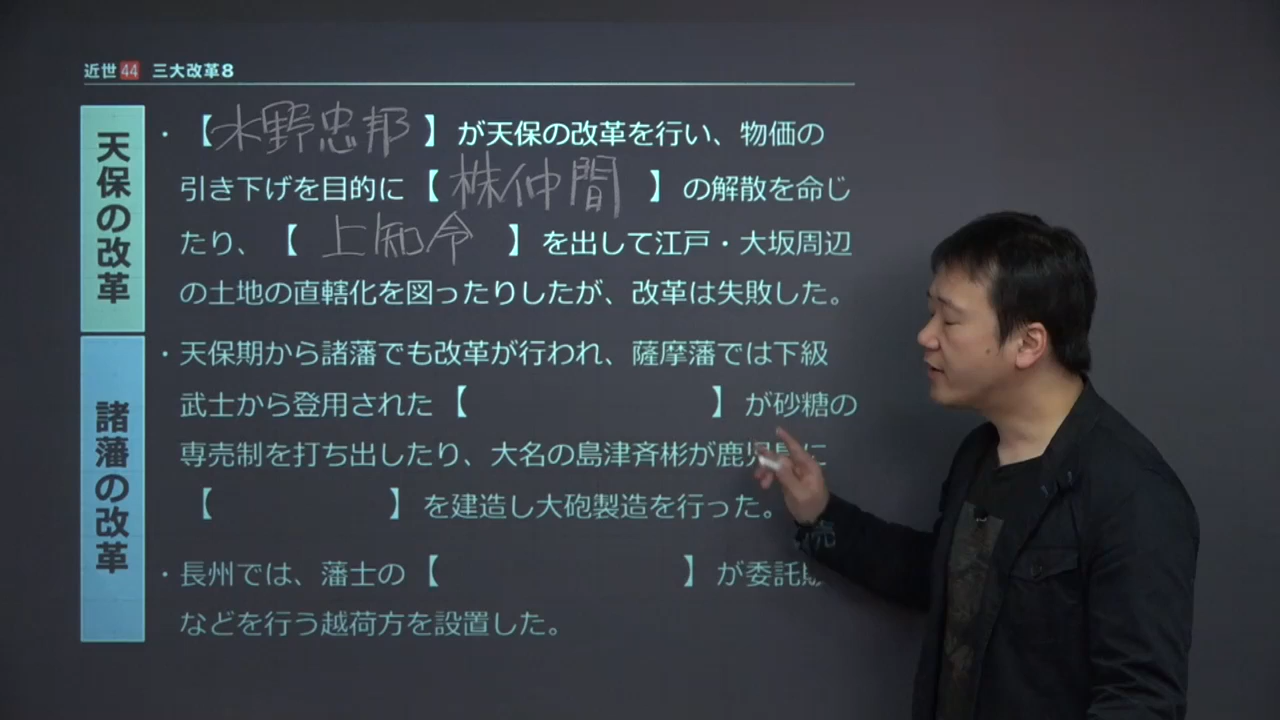 近世44 三大改革8
天保の改革
・【水野忠邦】が天保の改革を行い、物価の
引き下げを目的に【株仲間】の解散を命じ
たり、【上知令】を出して江戸・大坂周辺
の土地の直轄化を図ったりしたが、改革は失敗した。
諸藩の改革
・天保期から諸藩でも改革が行われ、薩摩藩では下級
武士から登用された【 】が砂糖の
専売制を打ち出したり、大名の島津斉彬が鹿児島に
【 】を建造し大砲製造を行った。
・長州では、藩士の【 】が委託販売
などを行う越荷方を設置した。